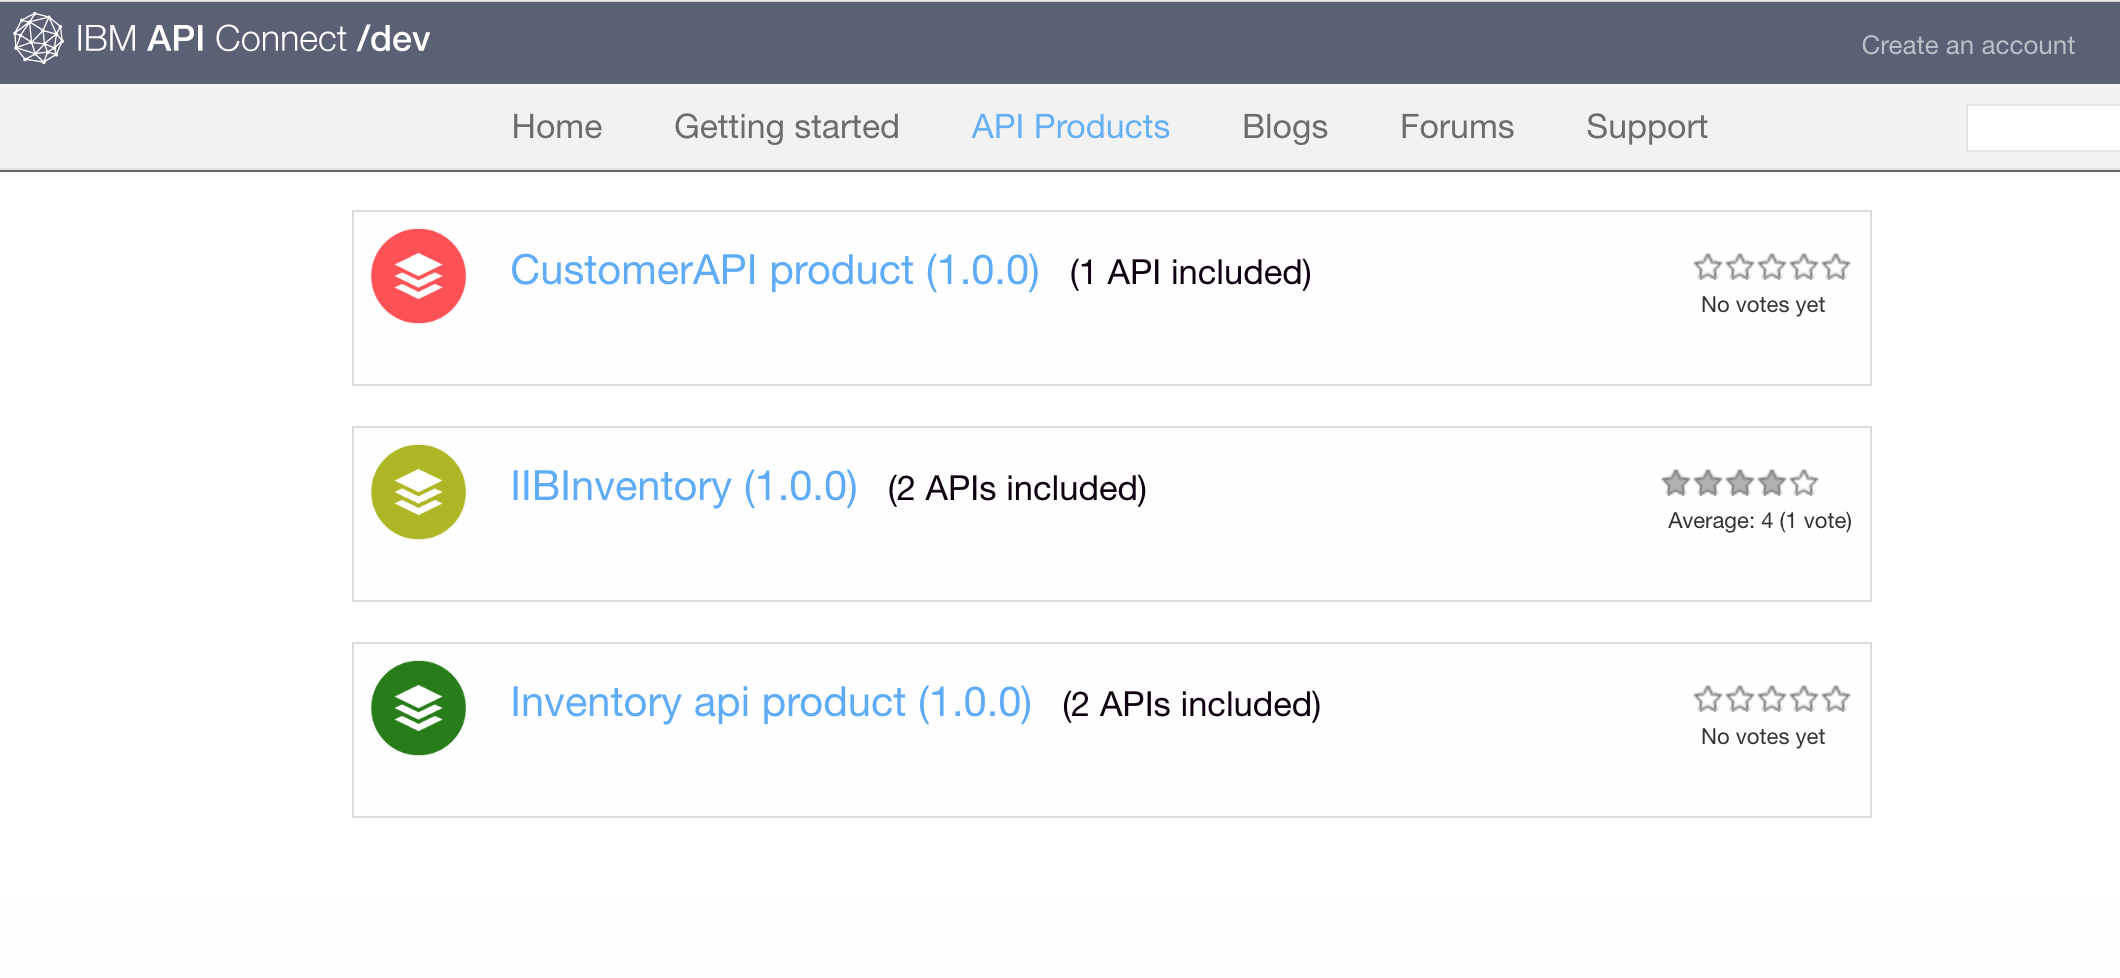 IBM API Connect /dev
Create an account
Home Getting started API Products Blogs Forums Support
CustomerAPI product (1.0.0) (1 API included)
No votes yet
IIBInventory (1.0.0) (2 APIs included)
Average: 4 (1 vote)
Inventory api product (1.0.0) (2 APIs included)
No votes yet